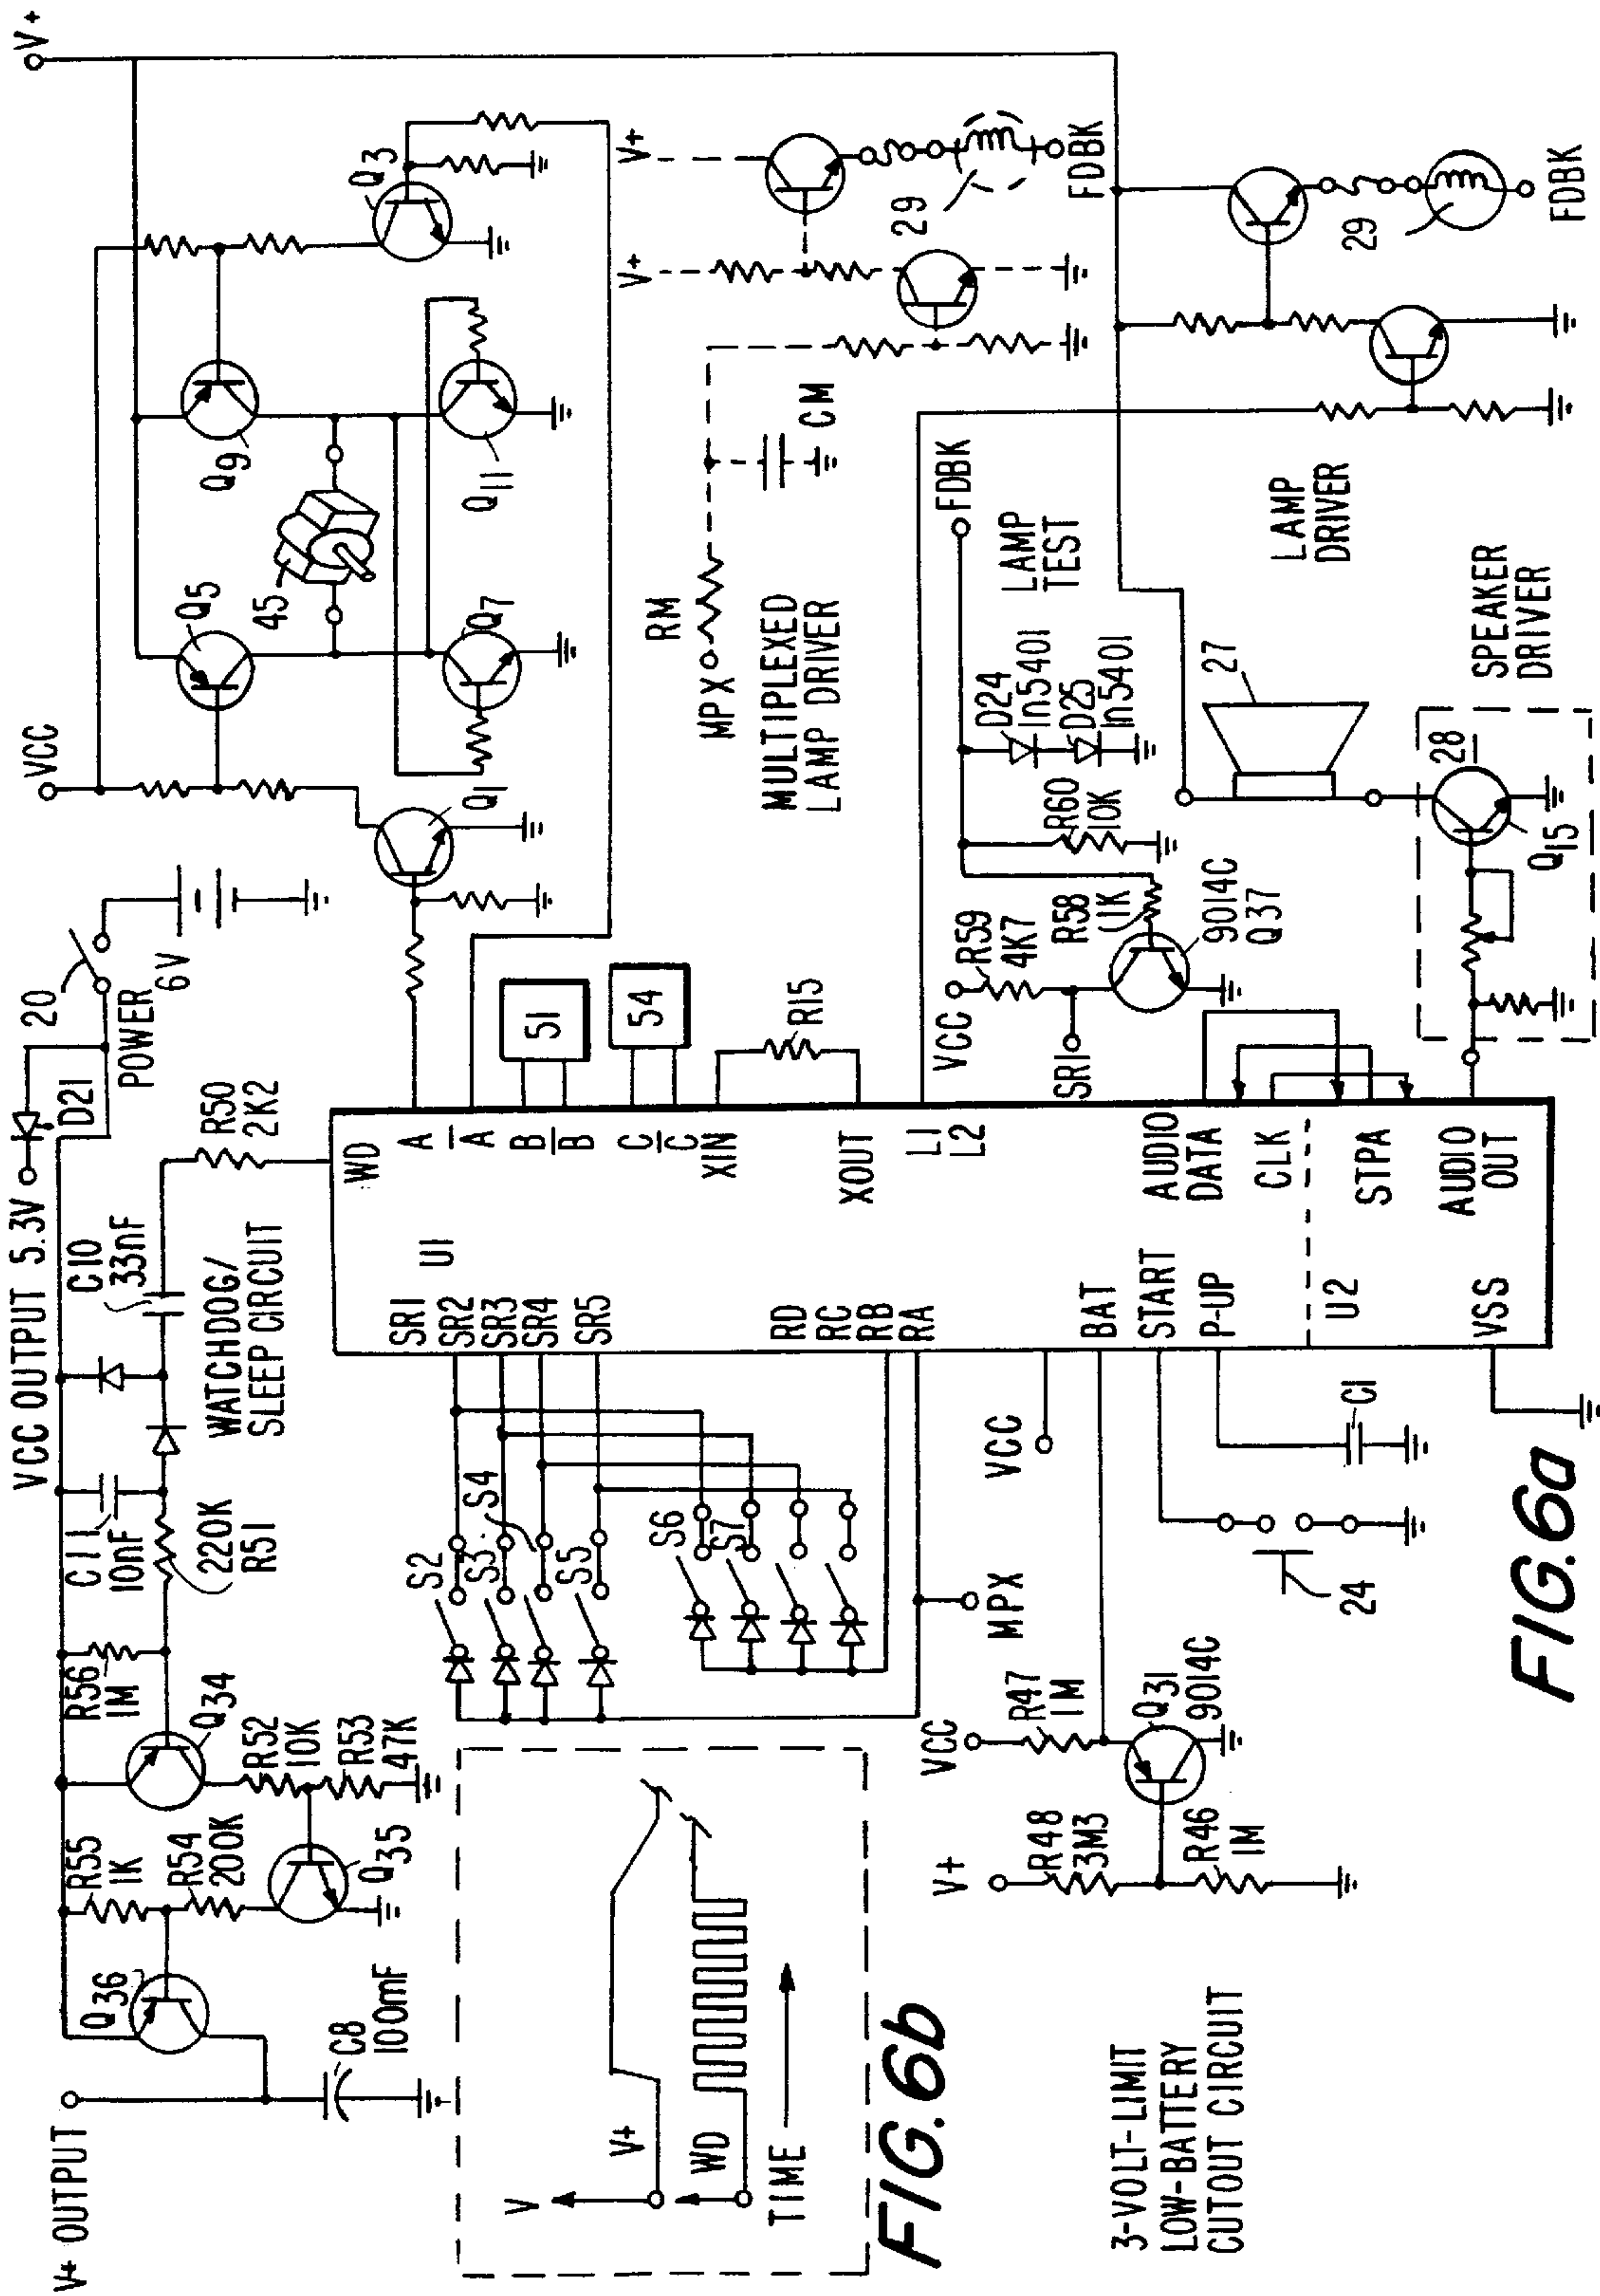 V+ OUTPUT
Q36
C8
100mF
R55
1K
R54
200K
Q35
R56
1M
Q34
R52
10K
R53
47K
C11
10nF
220K
R51
VCC OUTPUT 5.3V
C10
33nF
WATCHDOG/
SLEEP CIRCUIT
R50
2K2
D21
20
POWER
6V
VCC
V+
Q1
Q5
45
Q7
Q9
Q11
Q3
V
V+
WD
TIME
FIG.6b
S2
S3
S4
S5
S6
S7
MPX
WD
A
A
B
B
C
C
XIN
XOUT
L1
L2
AUDIO
DATA
CLK
STPA
AUDIO
OUT
U1
SR1
SR2
SR3
SR4
SR5
RD
RC
RB
RA
BAT
START
P-UP
U2
VSS
51
54
R15
MPX
RM
CM
MULTIPLEXED
LAMP DRIVER
V+
V+
29
FDBK
FDBK
LAMP
TEST
D24
In5401
D25
In5401
R60
10K
R58
1K
R59
4K7
VCC
SR1
9014C
Q37
LAMP
DRIVER
29
FDBK
SPEAKER
DRIVER
27
28
Q15
VCC
VCC
R47
1M
Q31
9014C
V+
R48
3M3
R46
1M
24
C1
3-VOLT-LIMIT
LOW-BATTERY
CUTOUT CIRCUIT
FIG.6a